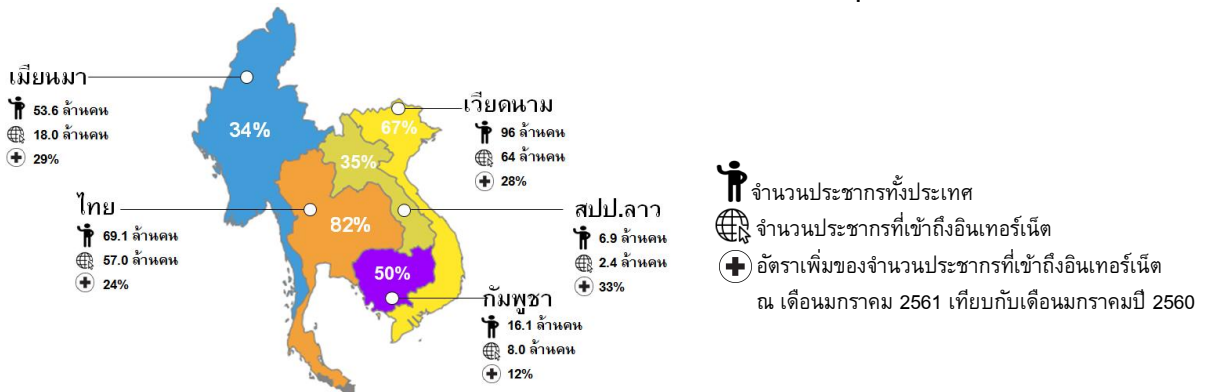 เมียนมา
53.6 ล้านคน
18.0 ล้านคน
29%
34%
เวียดนาม
96 ล้านคน
64 ล้านคน
28%
67%
35%
ไทย
69.1 ล้านคน
57.0 ล้านคน
24%
82%
สปป.ลาว
6.9 ล้านคน
2.4 ล้านคน
33%
50%
กัมพูชา
16.1 ล้านคน
8.0 ล้านคน
12%
จำนวนประชากรทั้งประเทศ
จำนวนประชากรที่เข้าถึงอินเทอร์เน็ต
อัตราเพิ่มของจำนวนประชากรที่เข้าถึงอินเทอร์เน็ต
ณ เดือนมกราคม 2561 เทียบกับเดือนมกราคมปี 2560